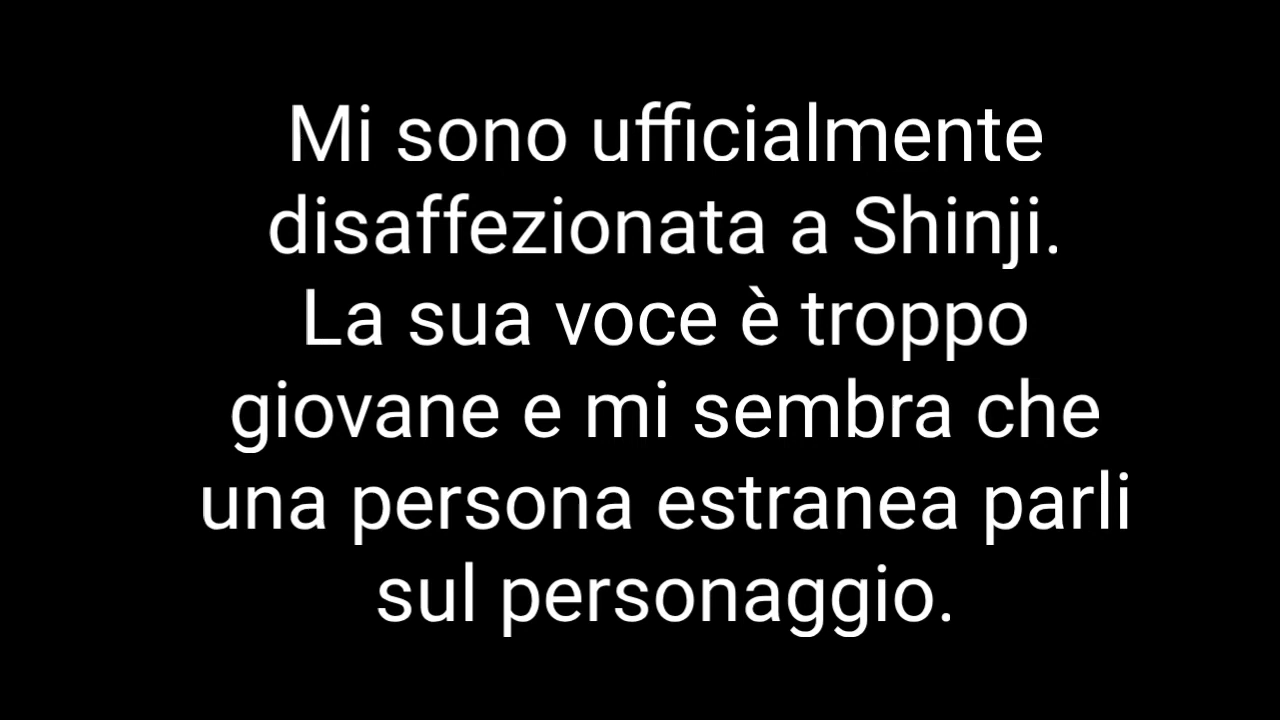 Mi sono ufficialmente
disaffezionata a Shinji.
La sua voce è troppo
giovane e mi sembra che
una persona estranea parli
sul personaggio.